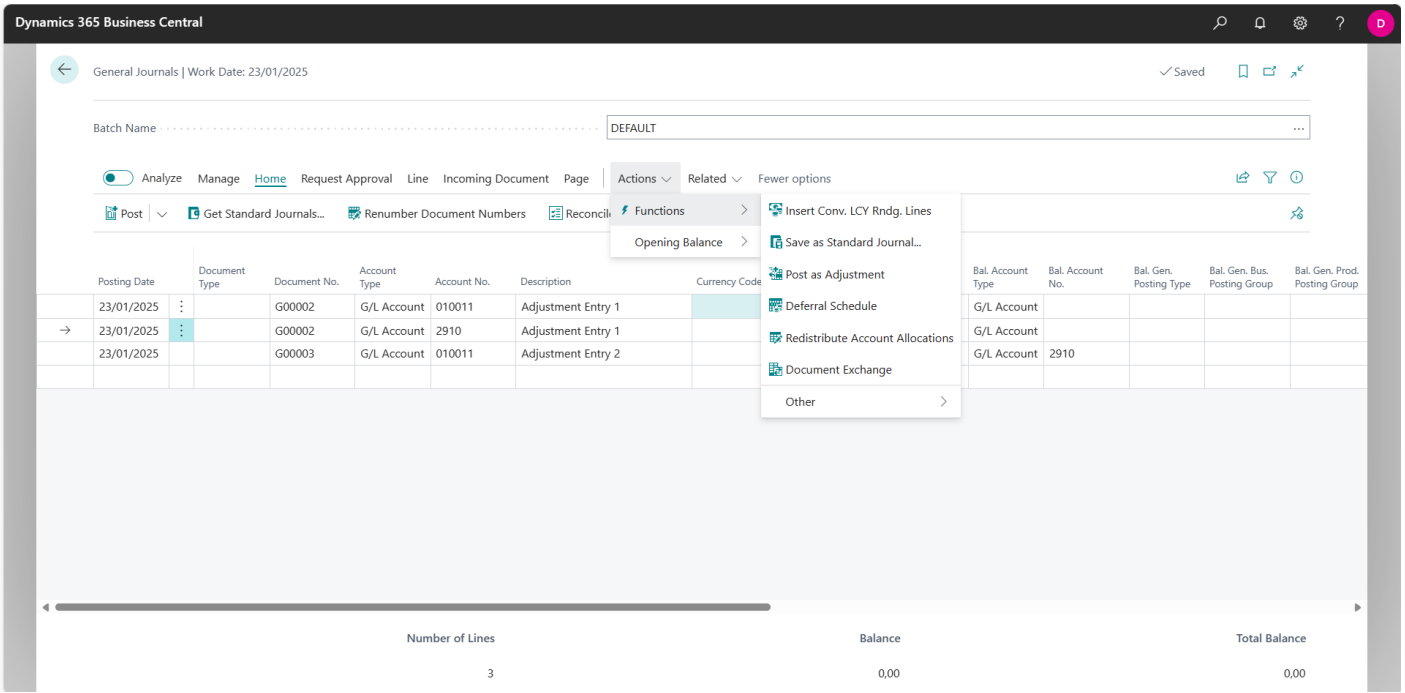 Dynamics 365 Business Central
D
General Journals | Work Date: 23/01/2025
Saved
Batch Name
DEFAULT
Analyze Manage Home Request Approval Line Incoming Document Page Actions Related Fewer options
Post Get Standard Journals... Renumber Document Numbers Reconcil
Functions
Opening Balance
Insert Conv. LCY Rndg. Lines
Save as Standard Journal...
Post as Adjustment
Deferral Schedule
Redistribute Account Allocations
Document Exchange
Other
Posting Date Document Type Document No. Account Type Account No. Description Currency Code Bal. Account Type Bal. Account No. Bal. Gen. Posting Type Bal. Gen. Bus. Posting Group Bal. Gen. Prod. Posting Group
23/01/2025 G00002 G/L Account 010011 Adjustment Entry 1 G/L Account
23/01/2025 G00002 G/L Account 2910 Adjustment Entry 1 G/L Account
23/01/2025 G00003 G/L Account 010011 Adjustment Entry 2 G/L Account 2910
Number of Lines Balance Total Balance
3 0,00 0,00